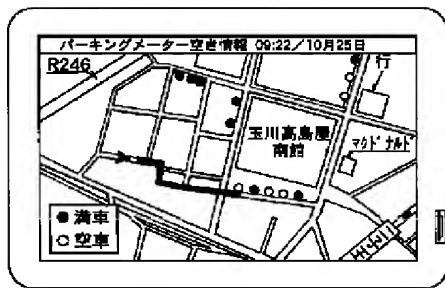 パーキングメーター空き情報 09:22/10月25日
R246
行
玉川高島屋
南館
マクドナルド
●満車
○空車